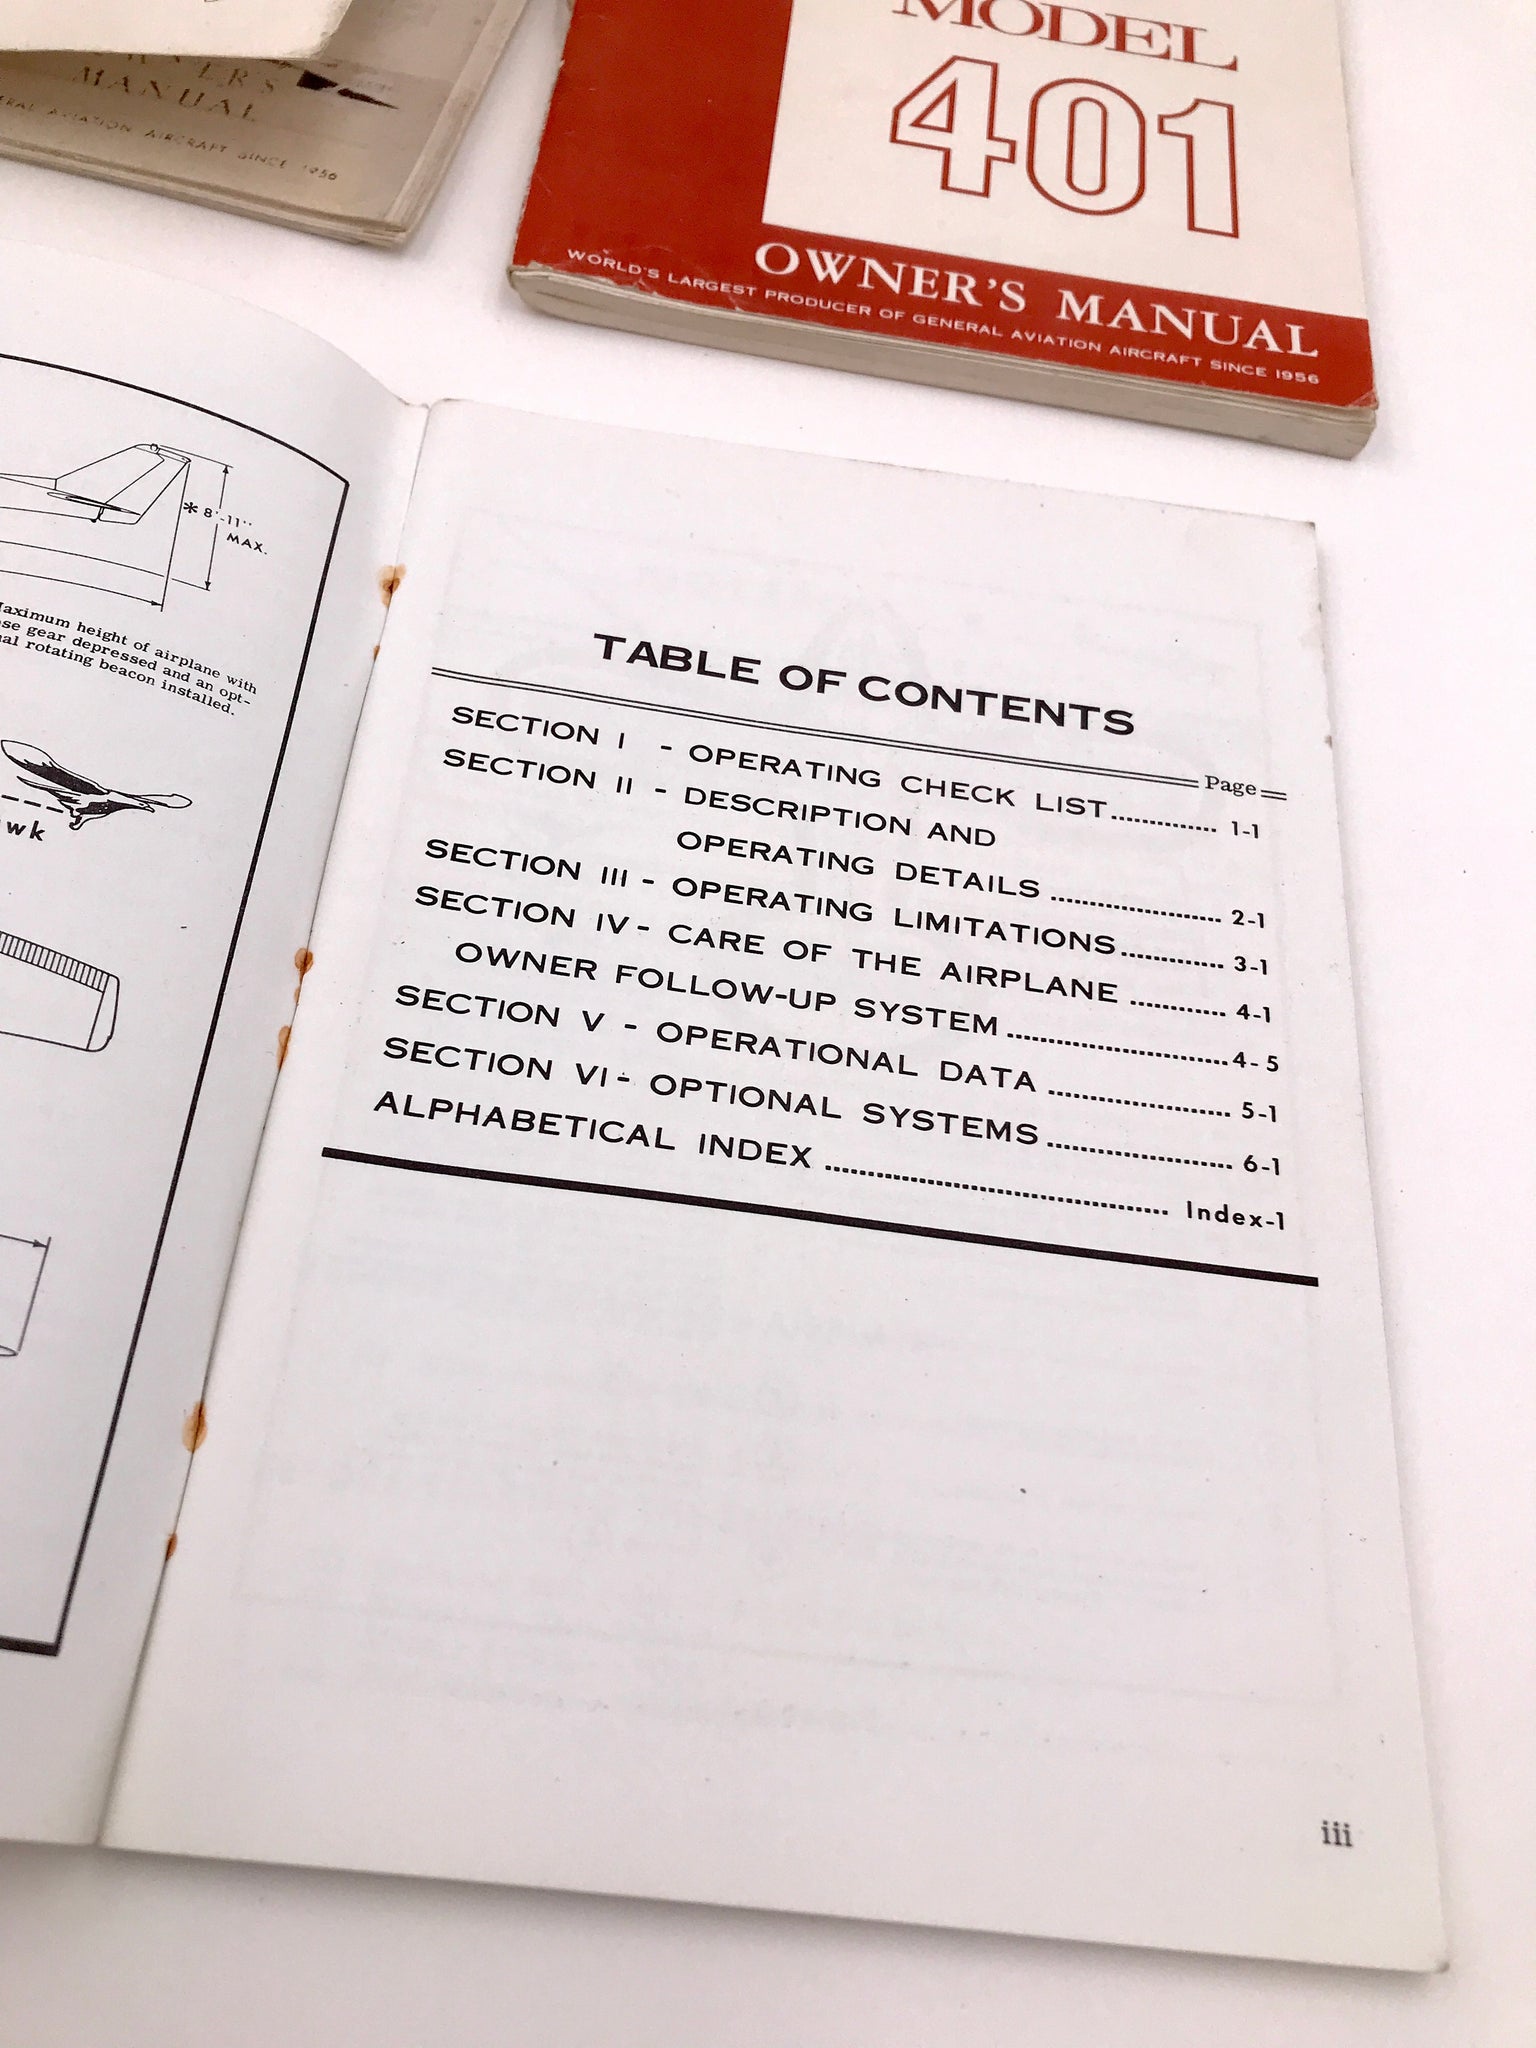 MANUAL
AVIATION AIRCRAFT SINCE 1956
MODEL
401
OWNER'S MANUAL
WORLD'S LARGEST PRODUCER OF GENERAL AVIATION AIRCRAFT SINCE 1956
* 8'-11"
MAX.
Maximum height of airplane with
gear depressed and an opt-
rotating beacon installed.
wk
TABLE OF CONTENTS
Page
SECTION I - OPERATING CHECK LIST.............. 1-1
SECTION II - DESCRIPTION AND
OPERATING DETAILS ...................... 2-1
SECTION III - OPERATING LIMITATIONS............. 3-1
SECTION IV - CARE OF THE AIRPLANE ............ 4-1
OWNER FOLLOW-UP SYSTEM ............................ 4-5
SECTION V - OPERATIONAL DATA ....................... 5-1
SECTION VI - OPTIONAL SYSTEMS ........................ 6-1
ALPHABETICAL INDEX ............................................ Index-1
iii